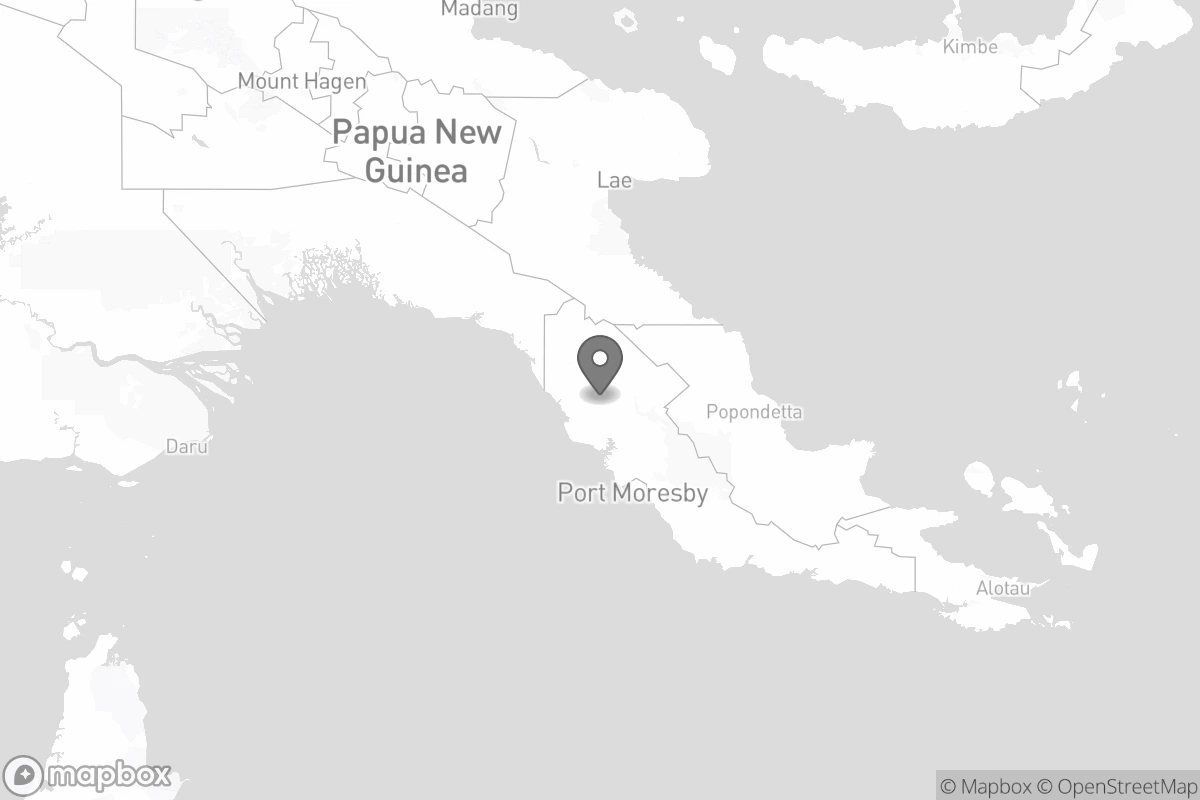 Madang
Kimbe
Mount Hagen
Papua New
Guinea
Lae
Popondetta
Daru
Port Moresby
Alotau
mapbox
© Mapbox © OpenStreetMap